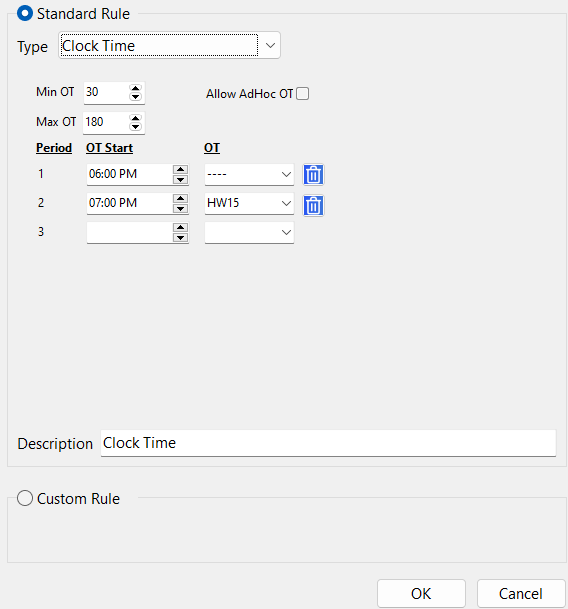 Standard Rule
Type Clock Time
Min OT 30 Allow AdHoc OT
Max OT 180
Period OT Start OT
1 06:00 PM ----
2 07:00 PM HW15
3
Description Clock Time
Custom Rule
OK Cancel